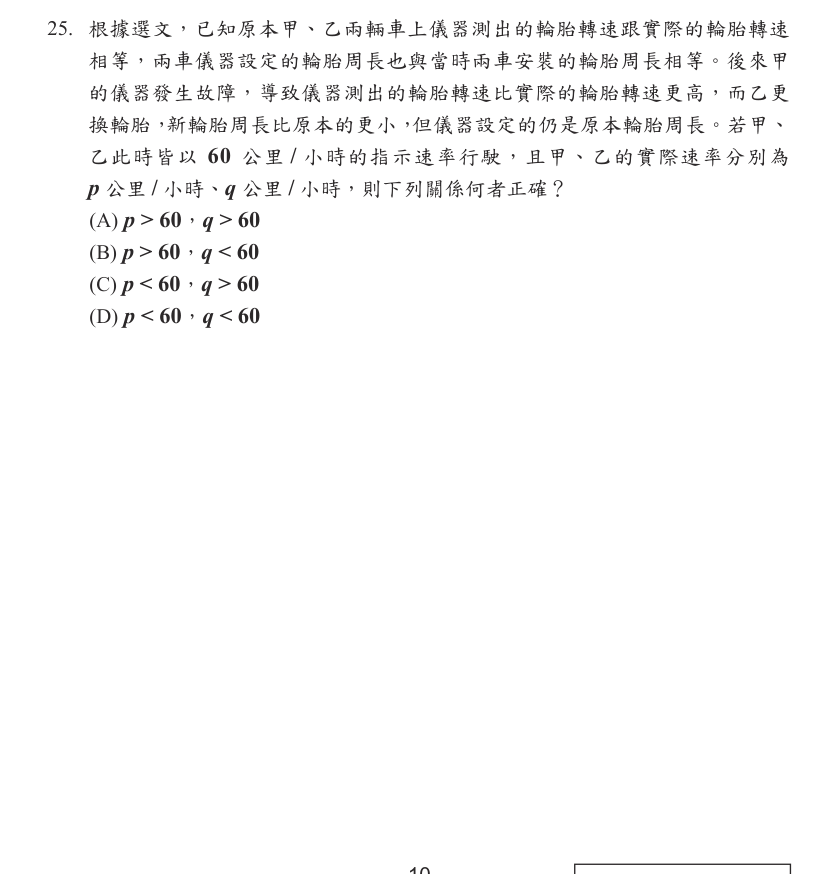 25. 根據選文，已知原本甲、乙兩輛車上儀器測出的輪胎轉速跟實際的輪胎轉速
相等，兩車儀器設定的輪胎周長也與當時兩車安裝的輪胎周長相等。後來甲
的儀器發生故障，導致儀器測出的輪胎轉速比實際的輪胎轉速更高，而乙更
換輪胎，新輪胎周長比原本的更小，但儀器設定的仍是原本輪胎周長。若甲、
乙此時皆以 60 公里 / 小時的指示速率行駛，且甲、乙的實際速率分別為
p 公里 / 小時、q 公里 / 小時，則下列關係何者正確？
(A) p > 60，q > 60
(B) p > 60，q < 60
(C) p < 60，q > 60
(D) p < 60，q < 60